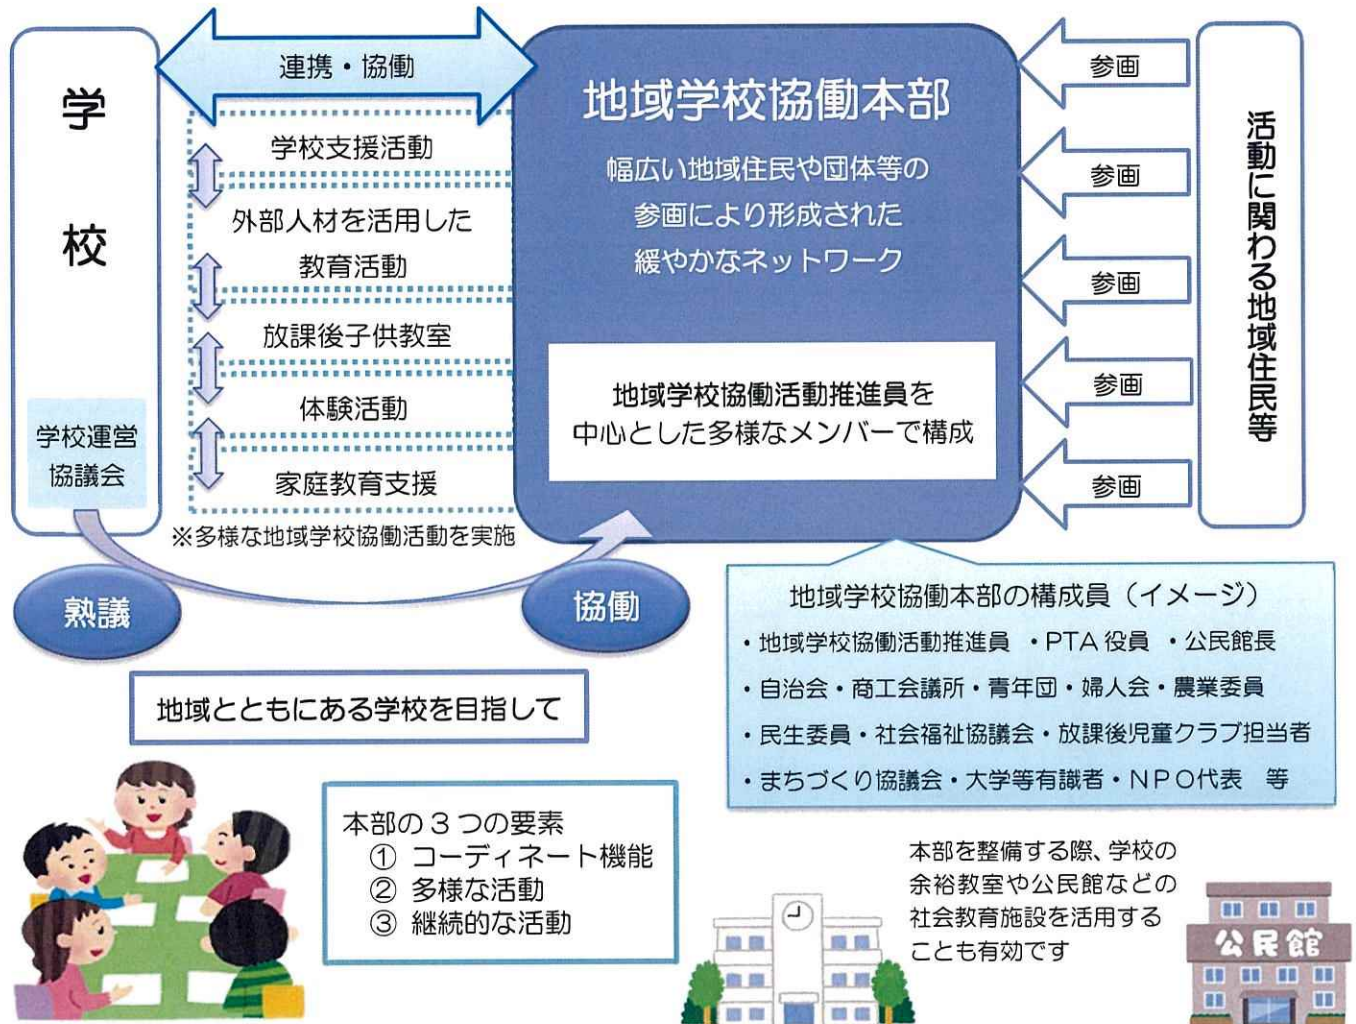 学校
連携・協働
学校支援活動
外部人材を活用した
教育活動
放課後子供教室
体験活動
家庭教育支援
※多様な地域学校協働活動を実施
学校運営
協議会
熟議
協働
地域学校協働本部
幅広い地域住民や団体等の
参画により形成された
緩やかなネットワーク
地域学校協働活動推進員を
中心とした多様なメンバーで構成
参画
参画
参画
参画
参画
活動に関わる地域住民等
地域学校協働本部の構成員（イメージ）
・地域学校協働活動推進員 ・PTA 役員 ・公民館長
・自治会・商工会議所・青年団・婦人会・農業委員
・民生委員・社会福祉協議会・放課後児童クラブ担当者
・まちづくり協議会・大学等有識者・ＮＰＯ代表　等
地域とともにある学校を目指して
本部の３つの要素
① コーディネート機能
② 多様な活動
③ 継続的な活動
本部を整備する際、学校の
余裕教室や公民館などの
社会教育施設を活用する
ことも有効です
公民館